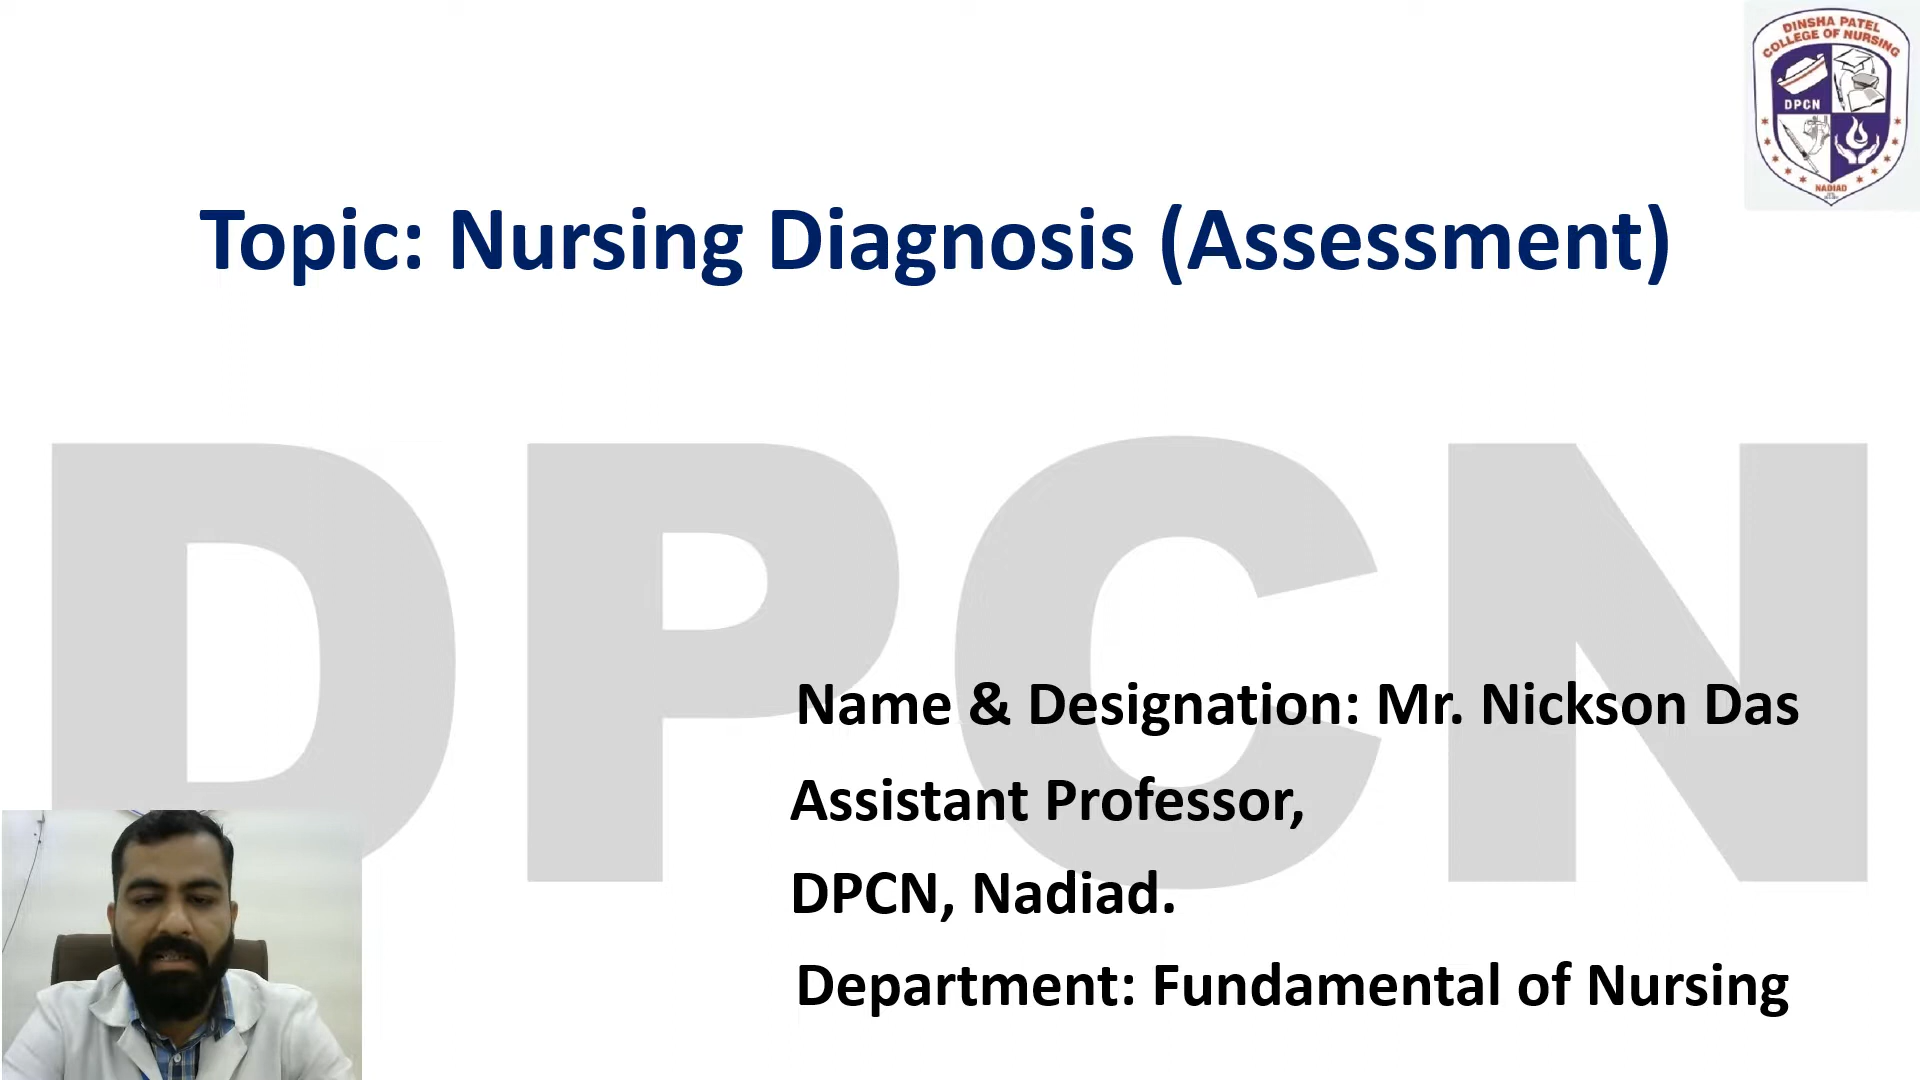 DINSHA PATEL
COLLEGE OF NURSING
DPCN
NADIAD
Topic: Nursing Diagnosis (Assessment)
DPCN
Name & Designation: Mr. Nickson Das
Assistant Professor,
DPCN, Nadiad.
Department: Fundamental of Nursing